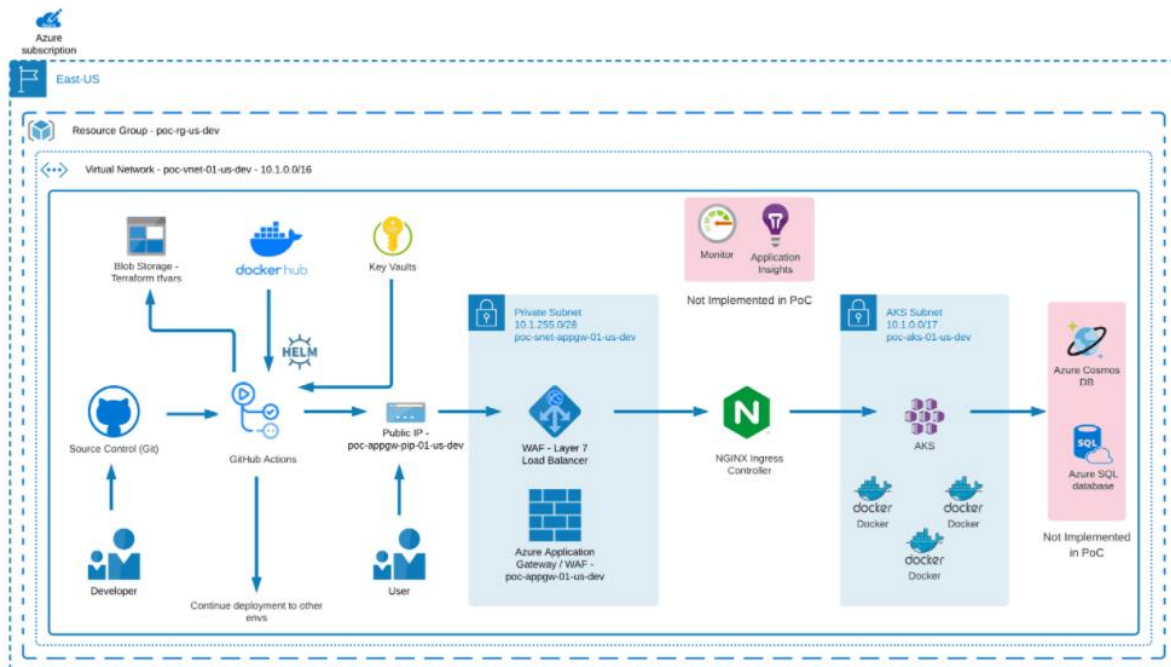 Azure
subscription
East-US
Resource Group - poc-rg-us-dev
Virtual Network - poc-vnet-01-us-dev - 10.1.0.0/16
Blob Storage -
Terraform tfvars
docker hub
Key Vaults
HELM
Monitor
Application
Insights
Not Implemented in PoC
Private Subnet
10.1.255.0/28
poc-snet-appgw-01-us-dev
AKS Subnet
10.1.0.0/17
poc-aks-01-us-dev
Azure Cosmos
DB
Source Control (Git)
GitHub Actions
Public IP -
poc-appgw-pip-01-us-dev
WAF - Layer 7
Load Balancer
N
NGINX Ingress
Controller
AKS
SQL
Azure SQL
database
docker
Docker
docker
Docker
docker
Docker
Not Implemented
in PoC
Azure Application
Gateway / WAF -
poc-appgw-01-us-dev
Developer
User
Continue deployment to other
envs